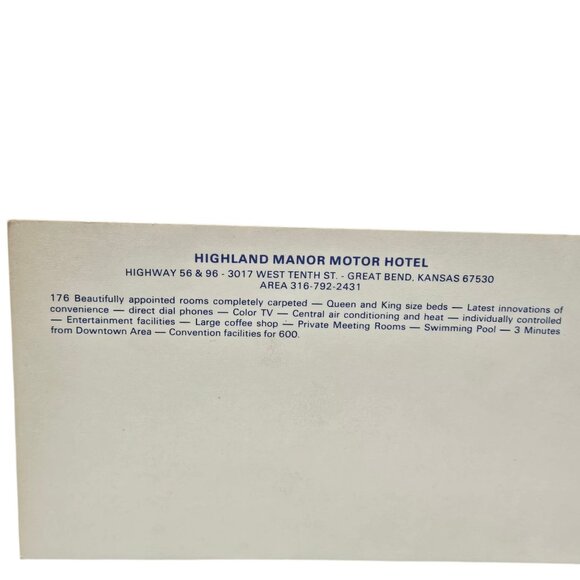 HIGHLAND MANOR MOTOR HOTEL
HIGHWAY 56 & 96 - 3017 WEST TENTH ST. - GREAT BEND, KANSAS 67530
AREA 316-792-2431
176 Beautifully appointed rooms completely carpeted — Queen and King size beds — Latest innovations of
convenience — direct dial phones — Color TV — Central air conditioning and heat — individually controlled
— Entertainment facilities — Large coffee shop — Private Meeting Rooms — Swimming Pool — 3 Minutes
from Downtown Area — Convention facilities for 600.